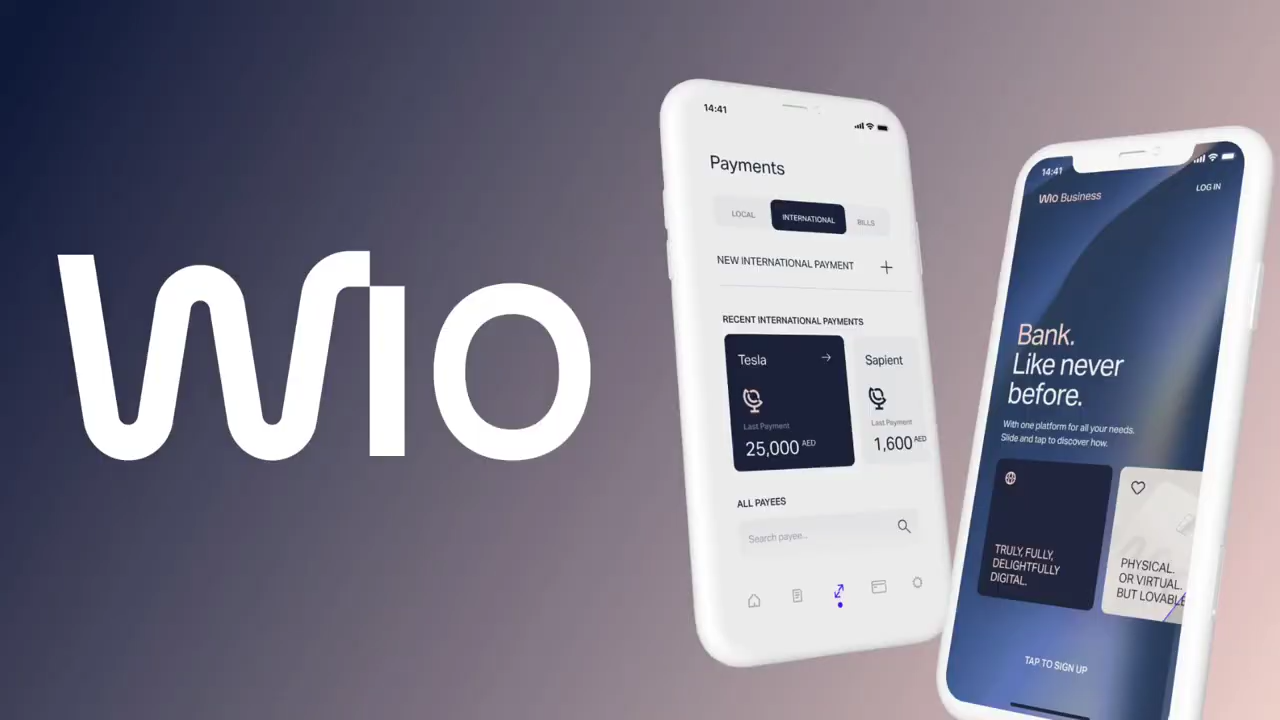 Wio
14:41
Payments
LOCAL
INTERNATIONAL
BILLS
NEW INTERNATIONAL PAYMENT
RECENT INTERNATIONAL PAYMENTS
Tesla
Last Payment
25,000 AED
Sapient
Last Payment
1,600 AED
ALL PAYEES
Search payee...
14:41
Wio Business
LOG IN
Bank.
Like never
before.
With one platform for all your needs.
Slide and tap to discover how.
TRULY, FULLY,
DELIGHTFULLY
DIGITAL.
PHYSICAL.
OR VIRTUAL.
BUT LOVABLE
TAP TO SIGN UP